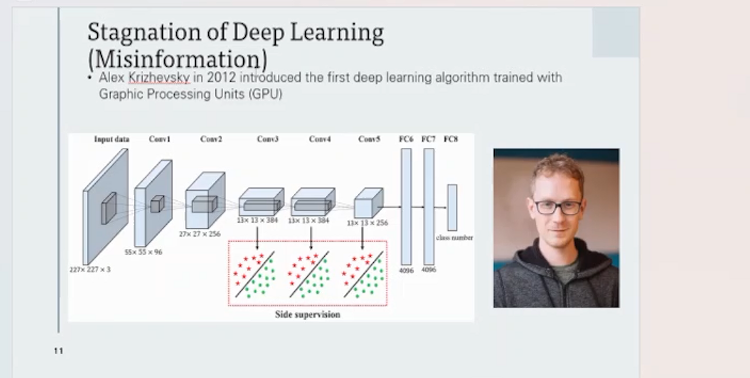 Stagnation of Deep Learning
(Misinformation)
• Alex Krizhevsky in 2012 introduced the first deep learning algorithm trained with
Graphic Processing Units (GPU)
Input data Conv1 Conv2 Conv3 Conv4 Conv5 FC6 FC7 FC8
227× 227 × 3
55× 55 × 96
27× 27 × 256
13× 13 × 384
13× 13 × 384
13× 13 × 256
4096
4096
class number
Side supervision
11